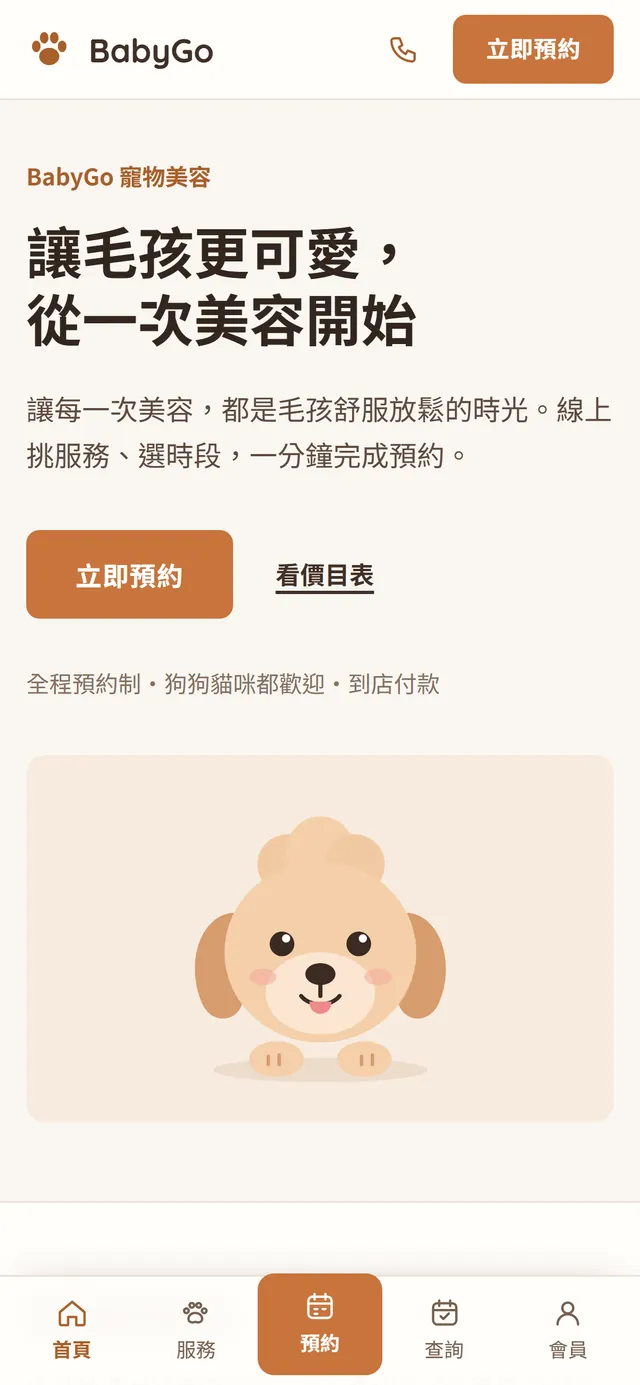 BabyGo
立即預約
BabyGo 寵物美容
讓毛孩更可愛，
從一次美容開始
讓每一次美容，都是毛孩舒服放鬆的時光。線上
挑服務、選時段，一分鐘完成預約。
立即預約
看價目表
全程預約制・狗狗貓咪都歡迎・到店付款
首頁
服務
預約
查詢
會員